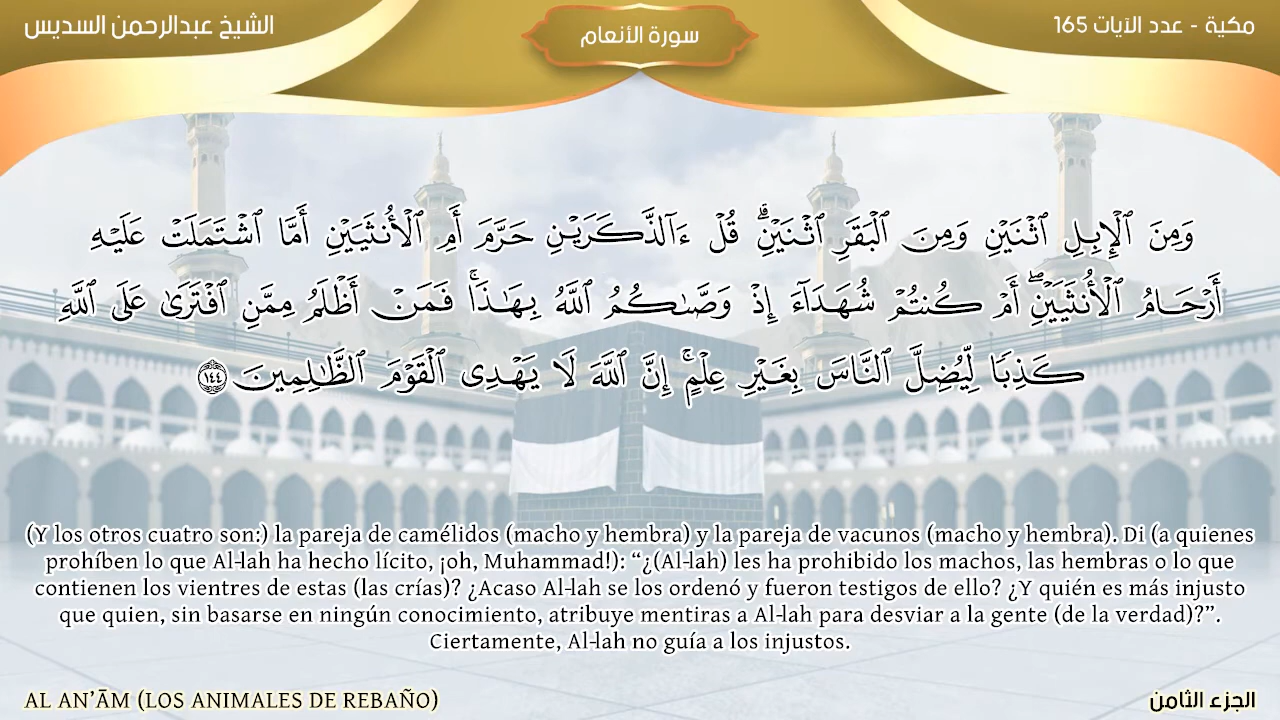 مكية - عدد الآيات 165
سورة الأنعام
الشيخ عبدالرحمن السديس
وَمِنَ ٱلْإِبِلِ ٱثْنَيْنِ وَمِنَ ٱلْبَقَرِ ٱثْنَيْنِ ۗ قُلْ ءَآلذَّكَرَيْنِ حَرَّمَ أَمِ ٱلْأُنثَيَيْنِ أَمَّا ٱشْتَمَلَتْ عَلَيْهِ
أَرْحَامُ ٱلْأُنثَيَيْنِ ۖ أَمْ كُنتُمْ شُهَدَآءَ إِذْ وَصَّىٰكُمُ ٱللَّهُ بِهَـٰذَا ۚ فَمَنْ أَظْلَمُ مِمَّنِ ٱفْتَرَىٰ عَلَى ٱللَّهِ
كَذِبًا لِّيُضِلَّ ٱلنَّاسَ بِغَيْرِ عِلْمٍ ۚ إِنَّ ٱللَّهَ لَا يَهْدِى ٱلْقَوْمَ ٱلظَّـٰلِمِينَ ١٤٤
(Y los otros cuatro son:) la pareja de camélidos (macho y hembra) y la pareja de vacunos (macho y hembra). Di (a quienes
prohíben lo que Al-lah ha hecho lícito, ¡oh, Muhammad!): “¿(Al-lah) les ha prohibido los machos, las hembras o lo que
contienen los vientres de estas (las crías)? ¿Acaso Al-lah se los ordenó y fueron testigos de ello? ¿Y quién es más injusto
que quien, sin basarse en ningún conocimiento, atribuye mentiras a Al-lah para desviar a la gente (de la verdad)?”.
Ciertamente, Al-lah no guía a los injustos.
AL AN’ĀM (LOS ANIMALES DE REBAÑO)
الجزء الثامن